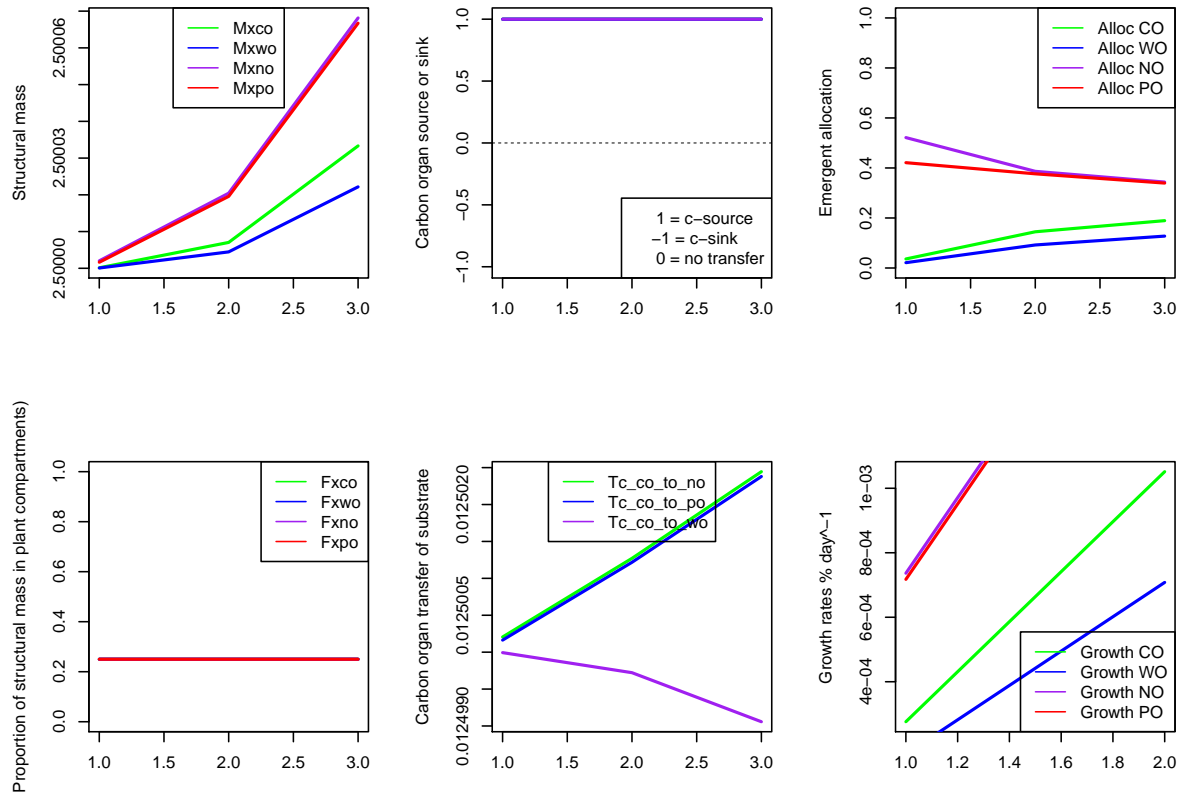 Structural mass
2.50000
2.50003
2.50006
1.0
1.5
2.0
2.5
3.0
Mxco
Mxwo
Mxno
Mxpo
Carbon organ source or sink
−1.0
−0.5
0.0
0.5
1.0
1.0
1.5
2.0
2.5
3.0
1 = c−source
−1 = c−sink
0 = no transfer
Emergent allocation
0.0
0.2
0.4
0.6
0.8
1.0
1.0
1.5
2.0
2.5
3.0
Alloc CO
Alloc WO
Alloc NO
Alloc PO
Proportion of structural mass in plant compartments)
0.0
0.2
0.4
0.6
0.8
1.0
1.0
1.5
2.0
2.5
3.0
Fxco
Fxwo
Fxno
Fxpo
Carbon organ transfer of substrate
0.0124990
0.0125005
0.0125020
1.0
1.5
2.0
2.5
3.0
Tc_co_to_no
Tc_co_to_po
Tc_co_to_wo
Growth rates % day^−1
4e−04
6e−04
8e−04
1e−03
1.0
1.2
1.4
1.6
1.8
2.0
Growth CO
Growth WO
Growth NO
Growth PO